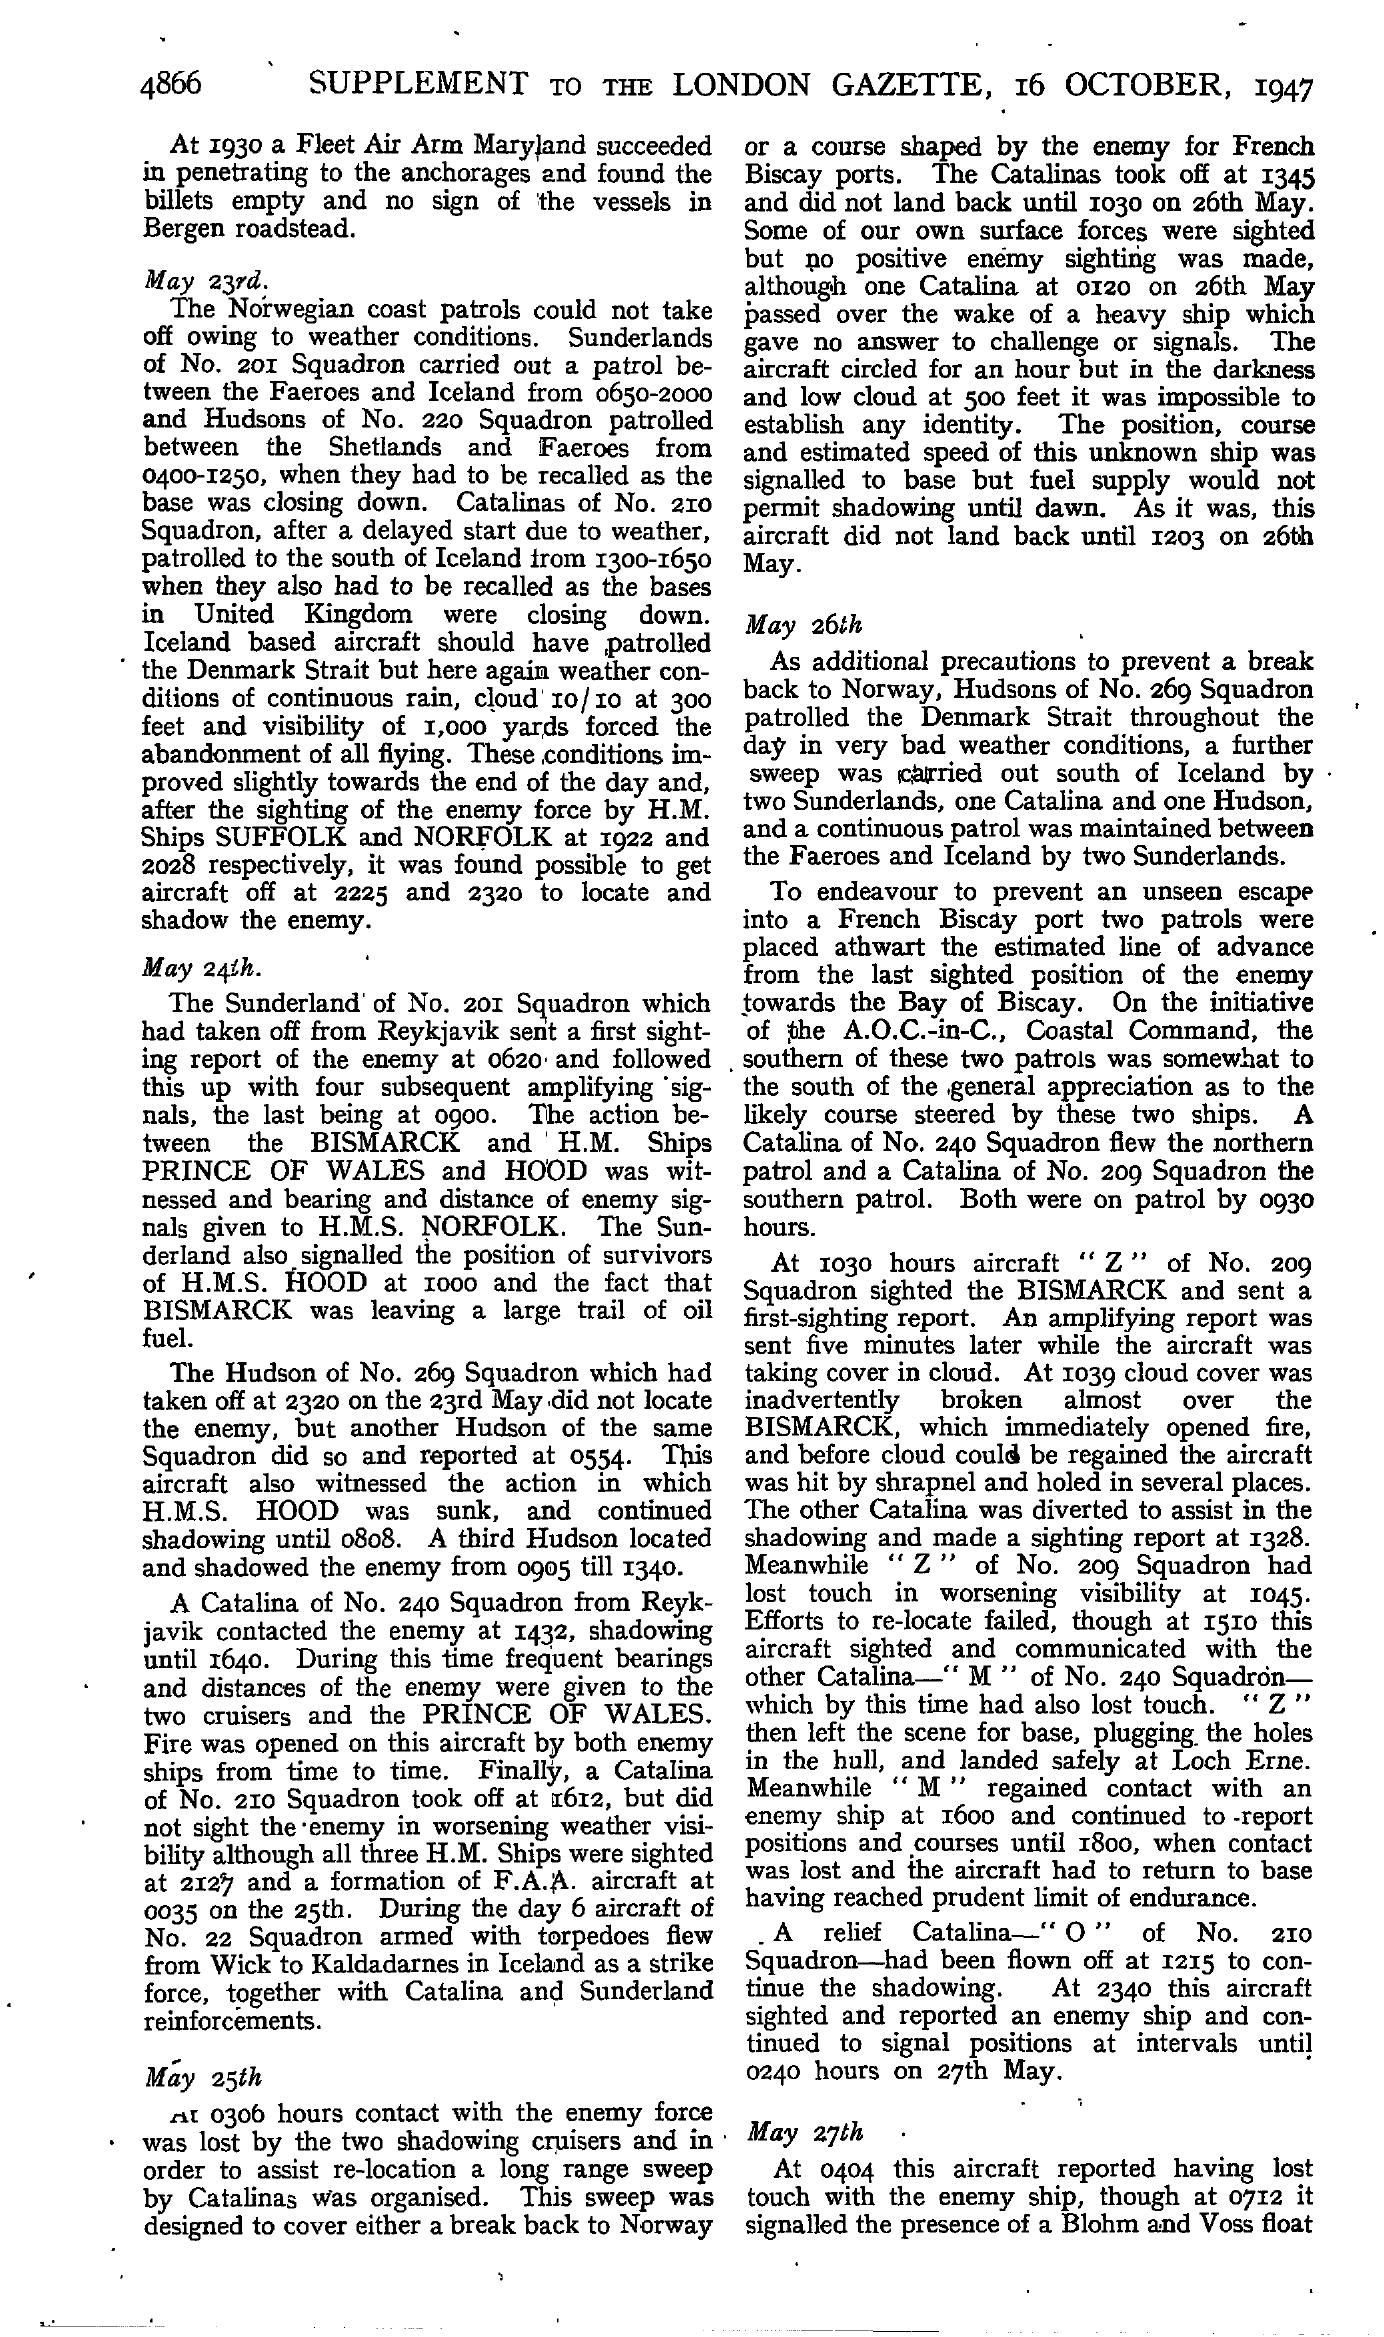 4866 SUPPLEMENT TO THE LONDON GAZETTE, 16 OCTOBER, 1947
At 1930 a Fleet Air Arm Maryland succeeded
in penetrating to the anchorages and found the
billets empty and no sign of the vessels in
Bergen roadstead.
May 23rd.
The Norwegian coast patrols could not take
off owing to weather conditions. Sunderlands
of No. 201 Squadron carried out a patrol be-
tween the Faeroes and Iceland from 0650-2000
and Hudsons of No. 220 Squadron patrolled
between the Shetlands and Faeroes from
0400-1250, when they had to be recalled as the
base was closing down. Catalinas of No. 210
Squadron, after a delayed start due to weather,
patrolled to the south of Iceland from 1300-1650
when they also had to be recalled as the bases
in United Kingdom were closing down.
Iceland based aircraft should have patrolled
the Denmark Strait but here again weather con-
ditions of continuous rain, cloud 10/10 at 300
feet and visibility of 1,000 yards forced the
abandonment of all flying. These conditions im-
proved slightly towards the end of the day and,
after the sighting of the enemy force by H.M.
Ships SUFFOLK and NORFOLK at 1922 and
2028 respectively, it was found possible to get
aircraft off at 2225 and 2320 to locate and
shadow the enemy.
May 24th.
The Sunderland of No. 201 Squadron which
had taken off from Reykjavik sent a first sight-
ing report of the enemy at 0620 and followed
this up with four subsequent amplifying sig-
nals, the last being at 0900. The action be-
tween the BISMARCK and H.M. Ships
PRINCE OF WALES and HOOD was wit-
nessed and bearing and distance of enemy sig-
nals given to H.M.S. NORFOLK. The Sun-
derland also signalled the position of survivors
of H.M.S. HOOD at 1000 and the fact that
BISMARCK was leaving a large trail of oil
fuel.
The Hudson of No. 269 Squadron which had
taken off at 2320 on the 23rd May did not locate
the enemy, but another Hudson of the same
Squadron did so and reported at 0554. This
aircraft also witnessed the action in which
H.M.S. HOOD was sunk, and continued
shadowing until 0808. A third Hudson located
and shadowed the enemy from 0905 till 1340.
A Catalina of No. 240 Squadron from Reyk-
javik contacted the enemy at 1432, shadowing
until 1640. During this time frequent bearings
and distances of the enemy were given to the
two cruisers and the PRINCE OF WALES.
Fire was opened on this aircraft by both enemy
ships from time to time. Finally, a Catalina
of No. 210 Squadron took off at 1612, but did
not sight the enemy in worsening weather visi-
bility although all three H.M. Ships were sighted
at 2127 and a formation of F.A.A. aircraft at
0035 on the 25th. During the day 6 aircraft of
No. 22 Squadron armed with torpedoes flew
from Wick to Kaldadarnes in Iceland as a strike
force, together with Catalina and Sunderland
reinforcements.
May 25th
At 0306 hours contact with the enemy force
was lost by the two shadowing cruisers and in
order to assist re-location a long range sweep
by Catalinas was organised. This sweep was
designed to cover either a break back to Norway
or a course shaped by the enemy for French
Biscay ports. The Catalinas took off at 1345
and did not land back until 1030 on 26th May.
Some of our own surface forces were sighted
but no positive enemy sighting was made,
although one Catalina at 0120 on 26th May
passed over the wake of a heavy ship which
gave no answer to challenge or signals. The
aircraft circled for an hour but in the darkness
and low cloud at 500 feet it was impossible to
establish any identity. The position, course
and estimated speed of this unknown ship was
signalled to base but fuel supply would not
permit shadowing until dawn. As it was, this
aircraft did not land back until 1203 on 26th
May.
May 26th
As additional precautions to prevent a break
back to Norway, Hudsons of No. 269 Squadron
patrolled the Denmark Strait throughout the
day in very bad weather conditions, a further
sweep was carried out south of Iceland by
two Sunderlands, one Catalina and one Hudson,
and a continuous patrol was maintained between
the Faeroes and Iceland by two Sunderlands.
To endeavour to prevent an unseen escape
into a French Biscay port two patrols were
placed athwart the estimated line of advance
from the last sighted position of the enemy
towards the Bay of Biscay. On the initiative
of the A.O.C.-in-C., Coastal Command, the
southern of these two patrols was somewhat to
the south of the general appreciation as to the
likely course steered by these two ships. A
Catalina of No. 240 Squadron flew the northern
patrol and a Catalina of No. 209 Squadron the
southern patrol. Both were on patrol by 0930
hours.
At 1030 hours aircraft “ Z ” of No. 209
Squadron sighted the BISMARCK and sent a
first-sighting report. An amplifying report was
sent five minutes later while the aircraft was
taking cover in cloud. At 1039 cloud cover was
inadvertently broken almost over the
BISMARCK, which immediately opened fire,
and before cloud could be regained the aircraft
was hit by shrapnel and holed in several places.
The other Catalina was diverted to assist in the
shadowing and made a sighting report at 1328.
Meanwhile “ Z ” of No. 209 Squadron had
lost touch in worsening visibility at 1045.
Efforts to re-locate failed, though at 1510 this
aircraft sighted and communicated with the
other Catalina—“ M ” of No. 240 Squadron—
which by this time had also lost touch. “ Z ”
then left the scene for base, plugging the holes
in the hull, and landed safely at Loch Erne.
Meanwhile “ M ” regained contact with an
enemy ship at 1600 and continued to report
positions and courses until 1800, when contact
was lost and the aircraft had to return to base
having reached prudent limit of endurance.
A relief Catalina—“ O ” of No. 210
Squadron—had been flown off at 1215 to con-
tinue the shadowing. At 2340 this aircraft
sighted and reported an enemy ship and con-
tinued to signal positions at intervals until
0240 hours on 27th May.
May 27th
At 0404 this aircraft reported having lost
touch with the enemy ship, though at 0712 it
signalled the presence of a Blohm and Voss float